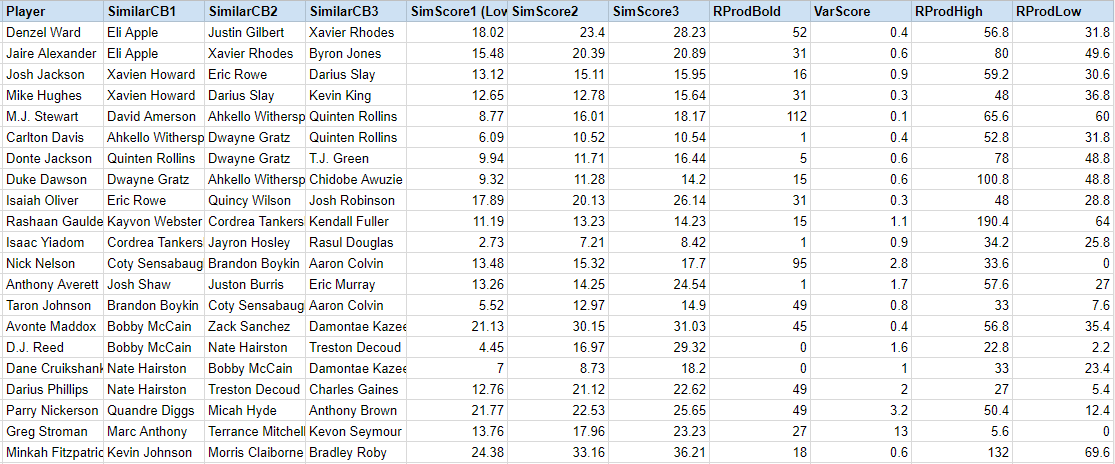 Player SimilarCB1 SimilarCB2 SimilarCB3 SimScore1 (Low SimScore2 SimScore3 RProdBold VarScore RProdHigh RProdLow
Denzel Ward Eli Apple Justin Gilbert Xavier Rhodes 18.02 23.4 28.23 52 0.4 56.8 31.8
Jaire Alexander Eli Apple Xavier Rhodes Byron Jones 15.48 20.39 20.89 31 0.6 80 49.6
Josh Jackson Xavien Howard Eric Rowe Darius Slay 13.12 15.11 15.95 16 0.9 59.2 30.6
Mike Hughes Xavien Howard Darius Slay Kevin King 12.65 12.78 15.64 31 0.3 48 36.8
M.J. Stewart David Amerson Ahkello Withersp Quinten Rollins 8.77 16.01 18.17 112 0.1 65.6 60
Carlton Davis Ahkello Withersp Dwayne Gratz Quinten Rollins 6.09 10.52 10.54 1 0.4 52.8 31.8
Donte Jackson Quinten Rollins Dwayne Gratz T.J. Green 9.94 11.71 16.44 5 0.6 78 48.8
Duke Dawson Dwayne Gratz Ahkello Withersp Chidobe Awuzie 9.32 11.28 14.2 15 0.6 100.8 48.8
Isaiah Oliver Eric Rowe Quincy Wilson Josh Robinson 17.89 20.13 26.14 31 0.3 48 28.8
Rashaan Gaulde Kayvon Webster Cordrea Tankers Kendall Fuller 11.19 13.23 14.23 15 1.1 190.4 64
Isaac Yiadom Cordrea Tankers Jayron Hosley Rasul Douglas 2.73 7.21 8.42 1 0.9 34.2 25.8
Nick Nelson Coty Sensabaug Brandon Boykin Aaron Colvin 13.48 15.32 17.7 95 2.8 33.6 0
Anthony Averett Josh Shaw Juston Burris Eric Murray 13.26 14.25 24.54 1 1.7 57.6 27
Taron Johnson Brandon Boykin Coty Sensabaug Aaron Colvin 5.52 12.97 14.9 49 0.8 33 7.6
Avonte Maddox Bobby McCain Zack Sanchez Damontae Kazee 21.13 30.15 31.03 45 0.4 56.8 35.4
D.J. Reed Bobby McCain Nate Hairston Treston Decoud 4.45 16.97 29.32 0 1.6 22.8 2.2
Dane Cruikshank Nate Hairston Bobby McCain Damontae Kazee 7 8.73 18.2 0 1 33 23.4
Darius Phillips Nate Hairston Treston Decoud Charles Gaines 12.76 21.12 22.62 49 2 27 5.4
Parry Nickerson Quandre Diggs Micah Hyde Anthony Brown 21.77 22.53 25.65 49 3.2 50.4 12.4
Greg Stroman Marc Anthony Terrance Mitchell Kevon Seymour 13.76 17.96 23.23 27 13 5.6 0
Minkah Fitzpatric Kevin Johnson Morris Claiborne Bradley Roby 24.38 33.16 36.21 18 0.6 132 69.6